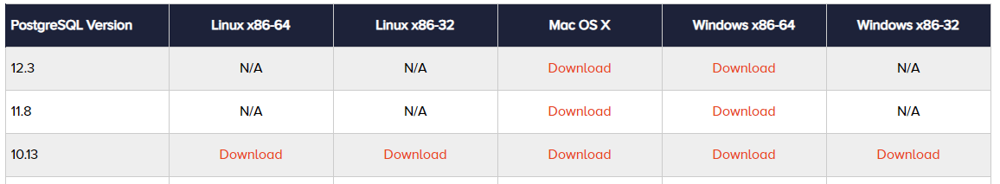 PostgreSQL Version Linux x86-64 Linux x86-32 Mac OS X Windows x86-64 Windows x86-32
12.3 N/A N/A Download Download N/A
11.8 N/A N/A Download Download N/A
10.13 Download Download Download Download Download